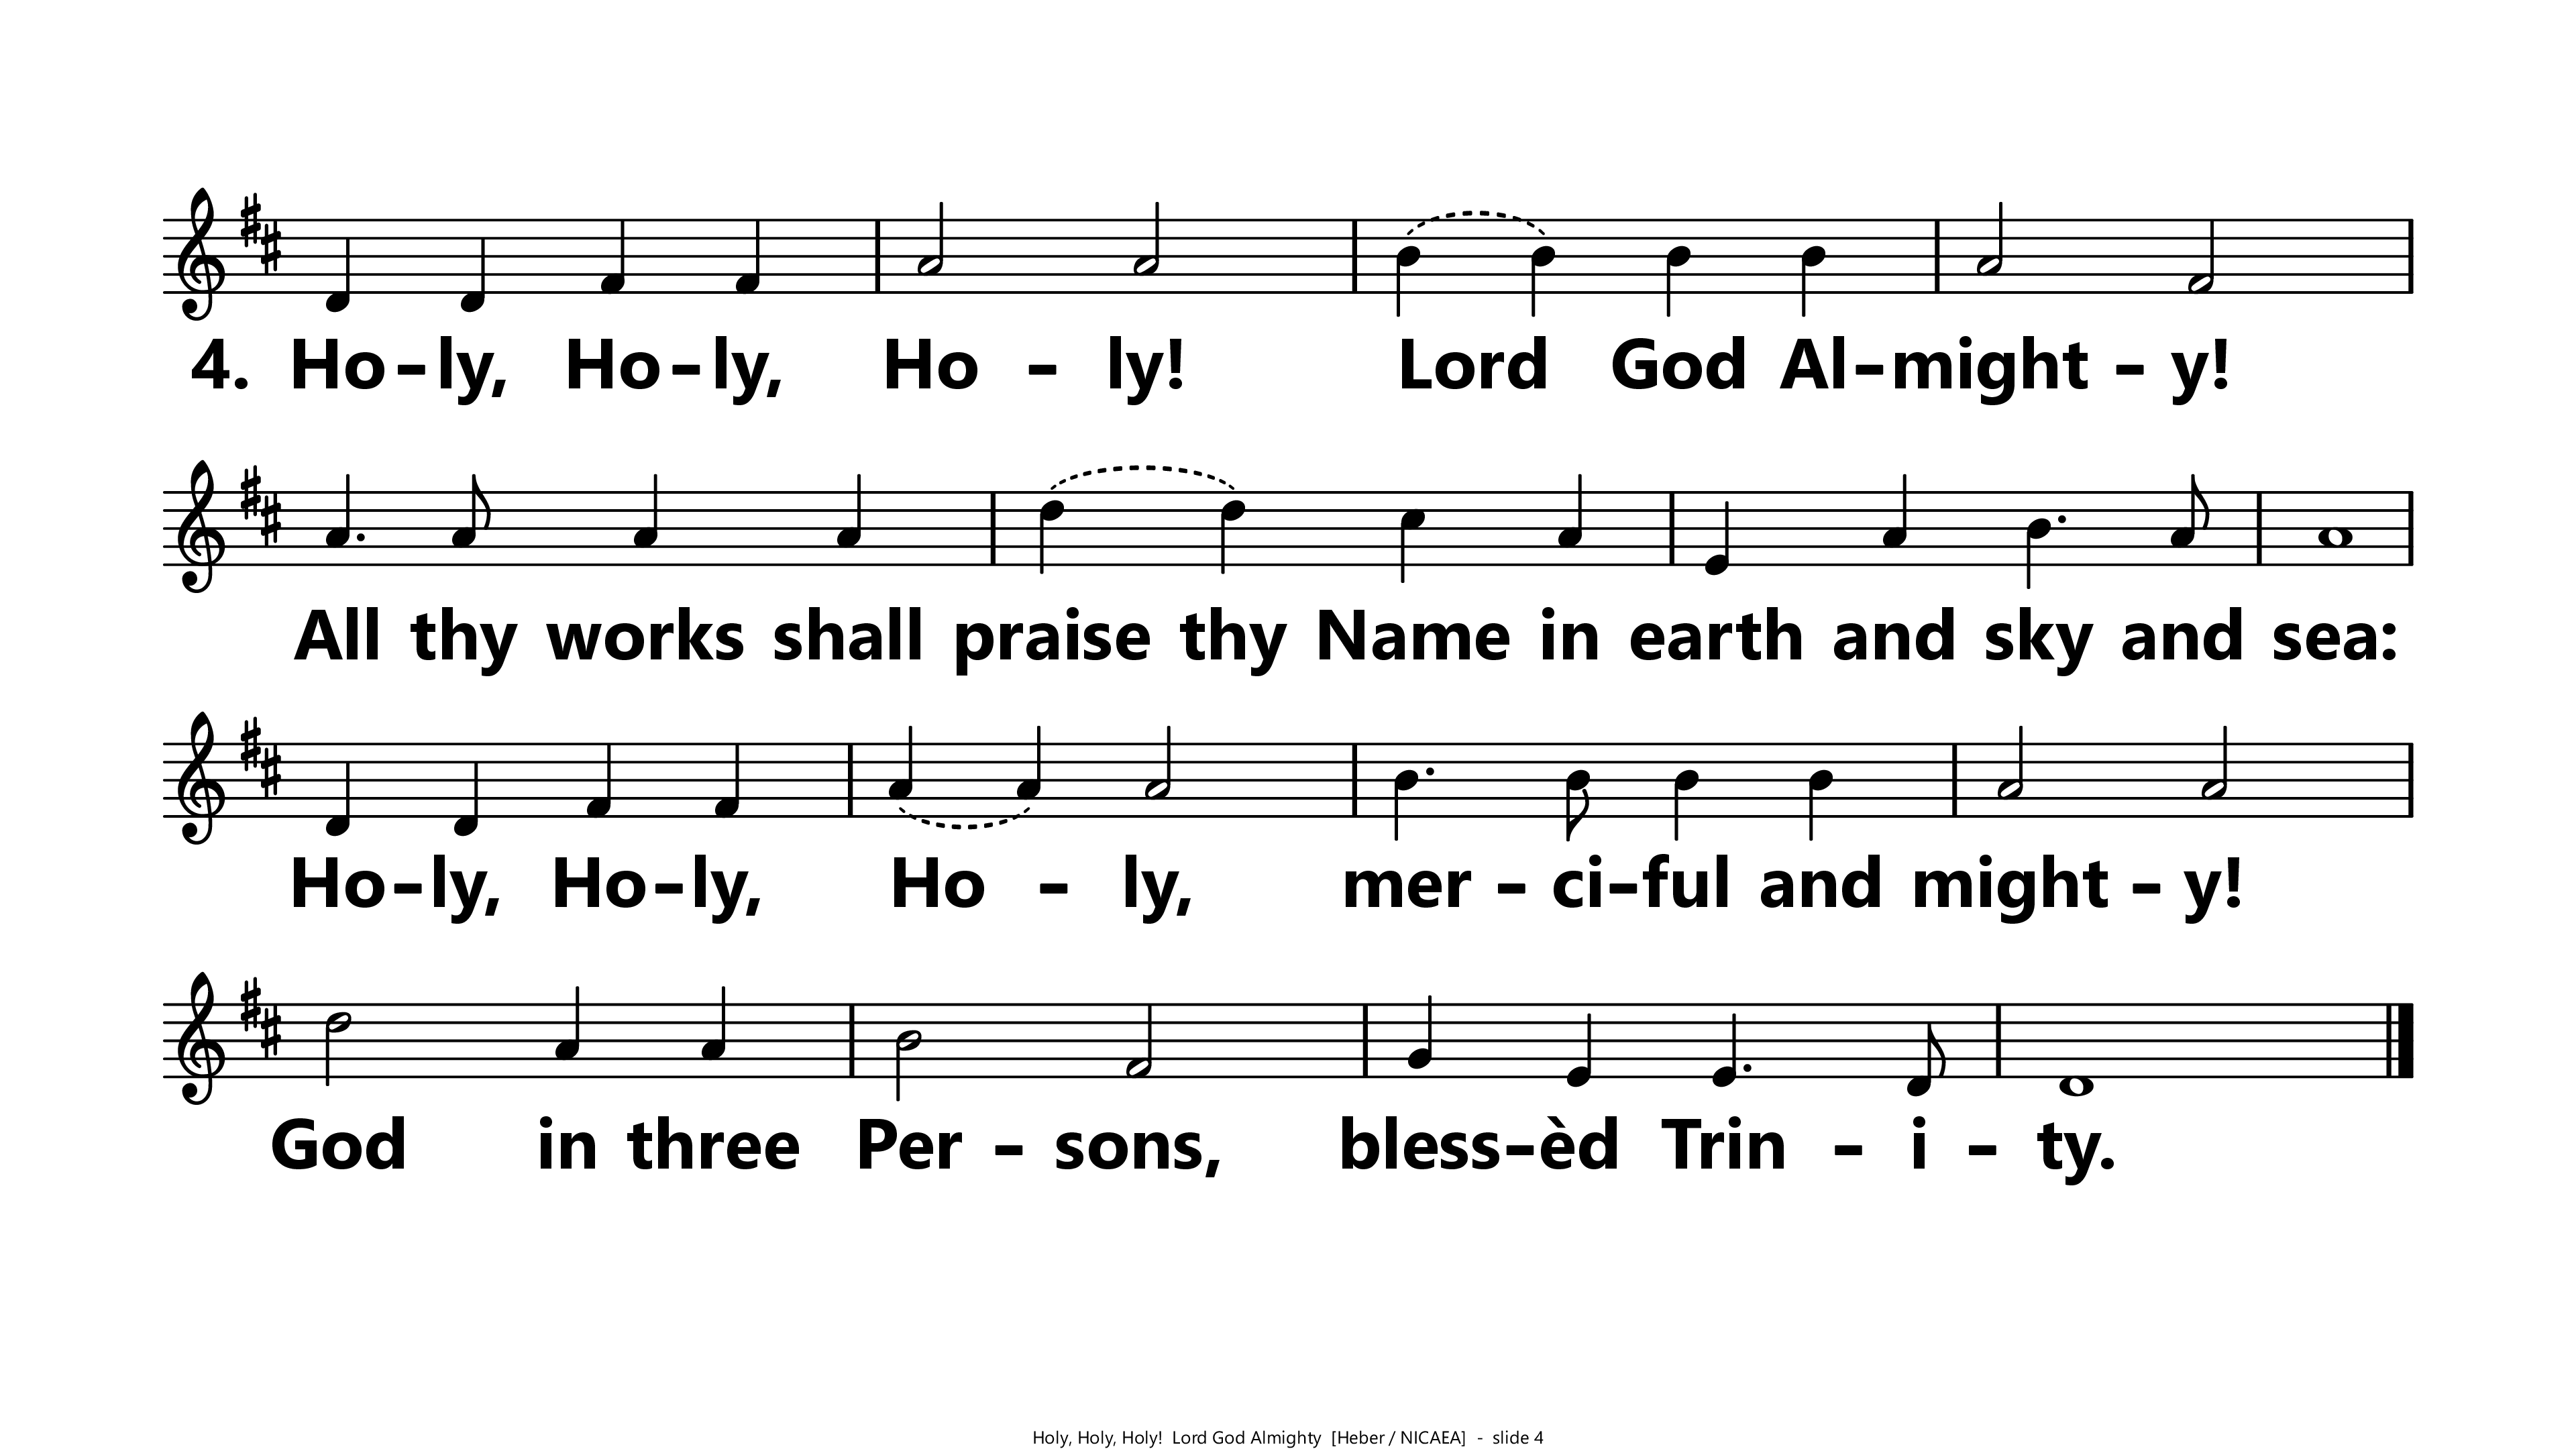 4. Ho-ly, Ho-ly, Ho - ly! Lord God Al-might - y!
All thy works shall praise thy Name in earth and sky and sea:
Ho-ly, Ho-ly, Ho - ly, mer - ci-ful and might - y!
God in three Per - sons, bless-èd Trin - i - ty.
Holy, Holy, Holy! Lord God Almighty [Heber / NICAEA] - slide 4